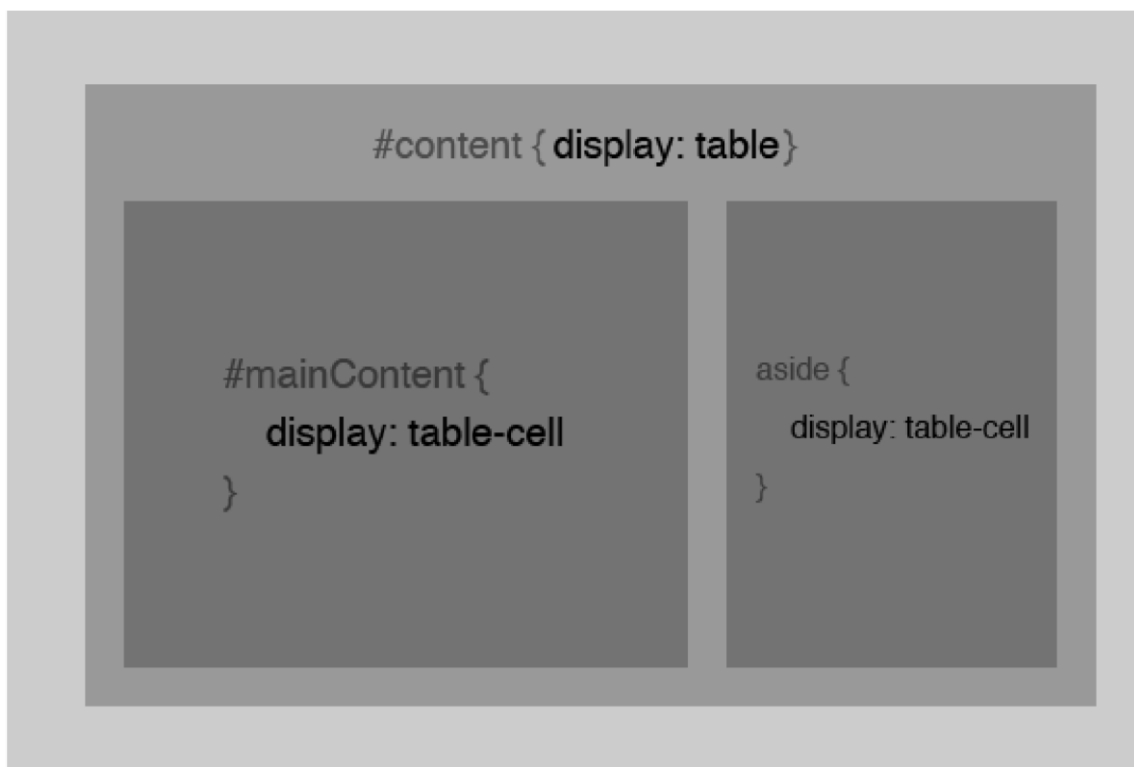 #content { display: table}
#mainContent {
display: table-cell
}
aside {
display: table-cell
}